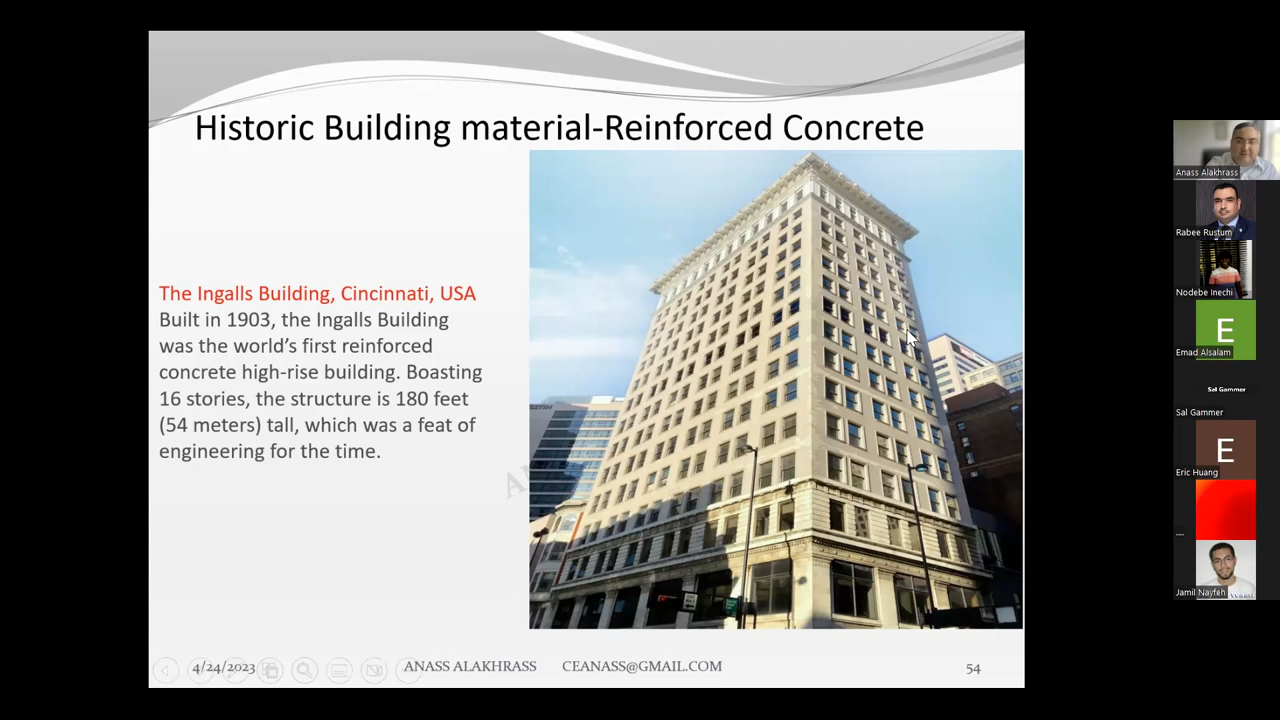 Historic Building material-Reinforced Concrete
The Ingalls Building, Cincinnati, USA
Built in 1903, the Ingalls Building
was the world’s first reinforced
concrete high-rise building. Boasting
16 stories, the structure is 180 feet
(54 meters) tall, which was a feat of
engineering for the time.
4/24/2023
ANASS ALAKHRASS
CEANASS@GMAIL.COM
54
Anass Alakhrass
Rabee Rustum
Nodebe Inechi
E
Emad Alsalam
Sal Gammer
Sal Gammer
E
Eric Huang
Jamil Nayfeh